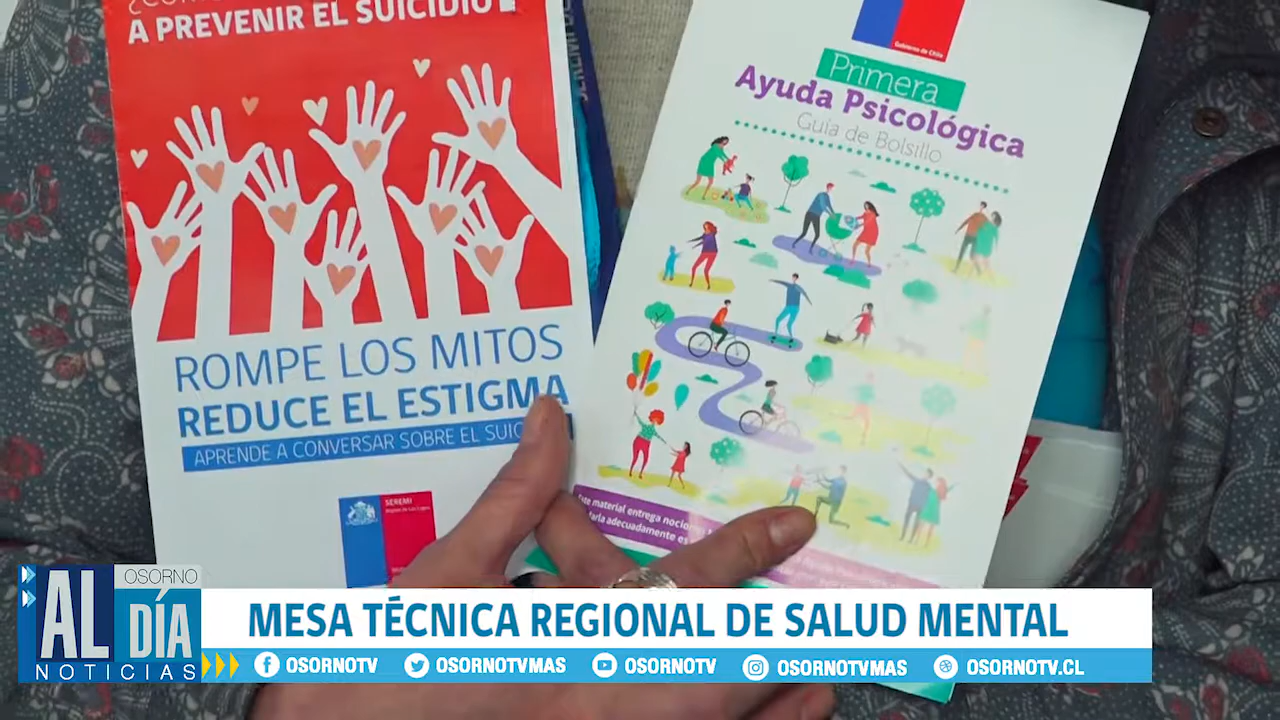 A PREVENIR EL SUICIDIO?
ROMPE LOS MITOS
REDUCE EL ESTIGMA
APRENDE A CONVERSAR SOBRE EL
SEREMI
Gobierno de Chile
Primera
Ayuda Psicológica
Guía de Bolsillo
Este material entrega
adecuadamente es
AL DÍA
OSORNO
NOTICIAS
MESA TÉCNICA REGIONAL DE SALUD MENTAL
OSORNOTV
OSORNOTVMAS
OSORNOTV
OSORNOTVMAS
OSORNOTV.CL